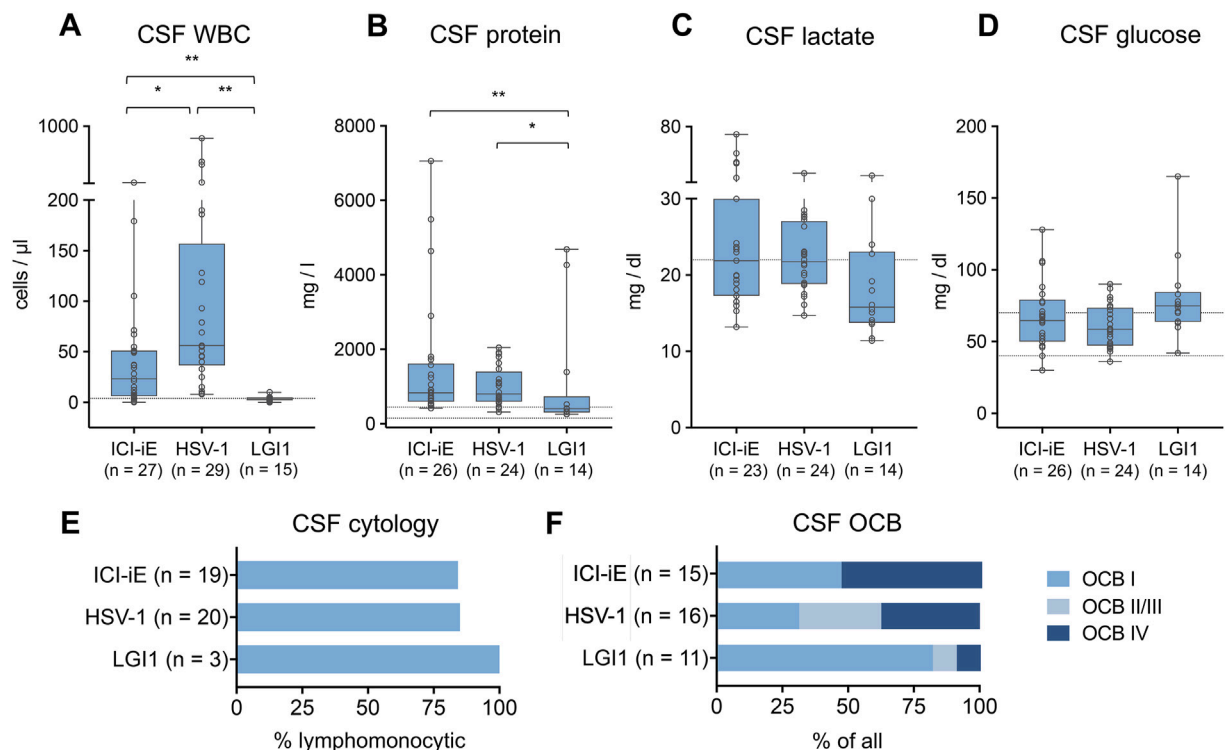 A
CSF WBC
B
CSF protein
C
CSF lactate
D
CSF glucose
**
*
**
**
*
cells / µl
1000
200
150
100
50
0
ICI-iE
(n = 27)
HSV-1
(n = 29)
LGI1
(n = 15)
mg / l
8000
6000
4000
2000
0
ICI-iE
(n = 26)
HSV-1
(n = 24)
LGI1
(n = 14)
mg / dl
80
30
20
10
0
ICI-iE
(n = 23)
HSV-1
(n = 24)
LGI1
(n = 14)
mg / dl
200
150
100
50
0
ICI-iE
(n = 26)
HSV-1
(n = 24)
LGI1
(n = 14)
E
CSF cytology
ICI-iE (n = 19)
HSV-1 (n = 20)
LGI1 (n = 3)
0 25 50 75 100
% lymphomonocytic
F
CSF OCB
ICI-iE (n = 15)
HSV-1 (n = 16)
LGI1 (n = 11)
0 25 50 75 100
% of all
OCB I
OCB II/III
OCB IV